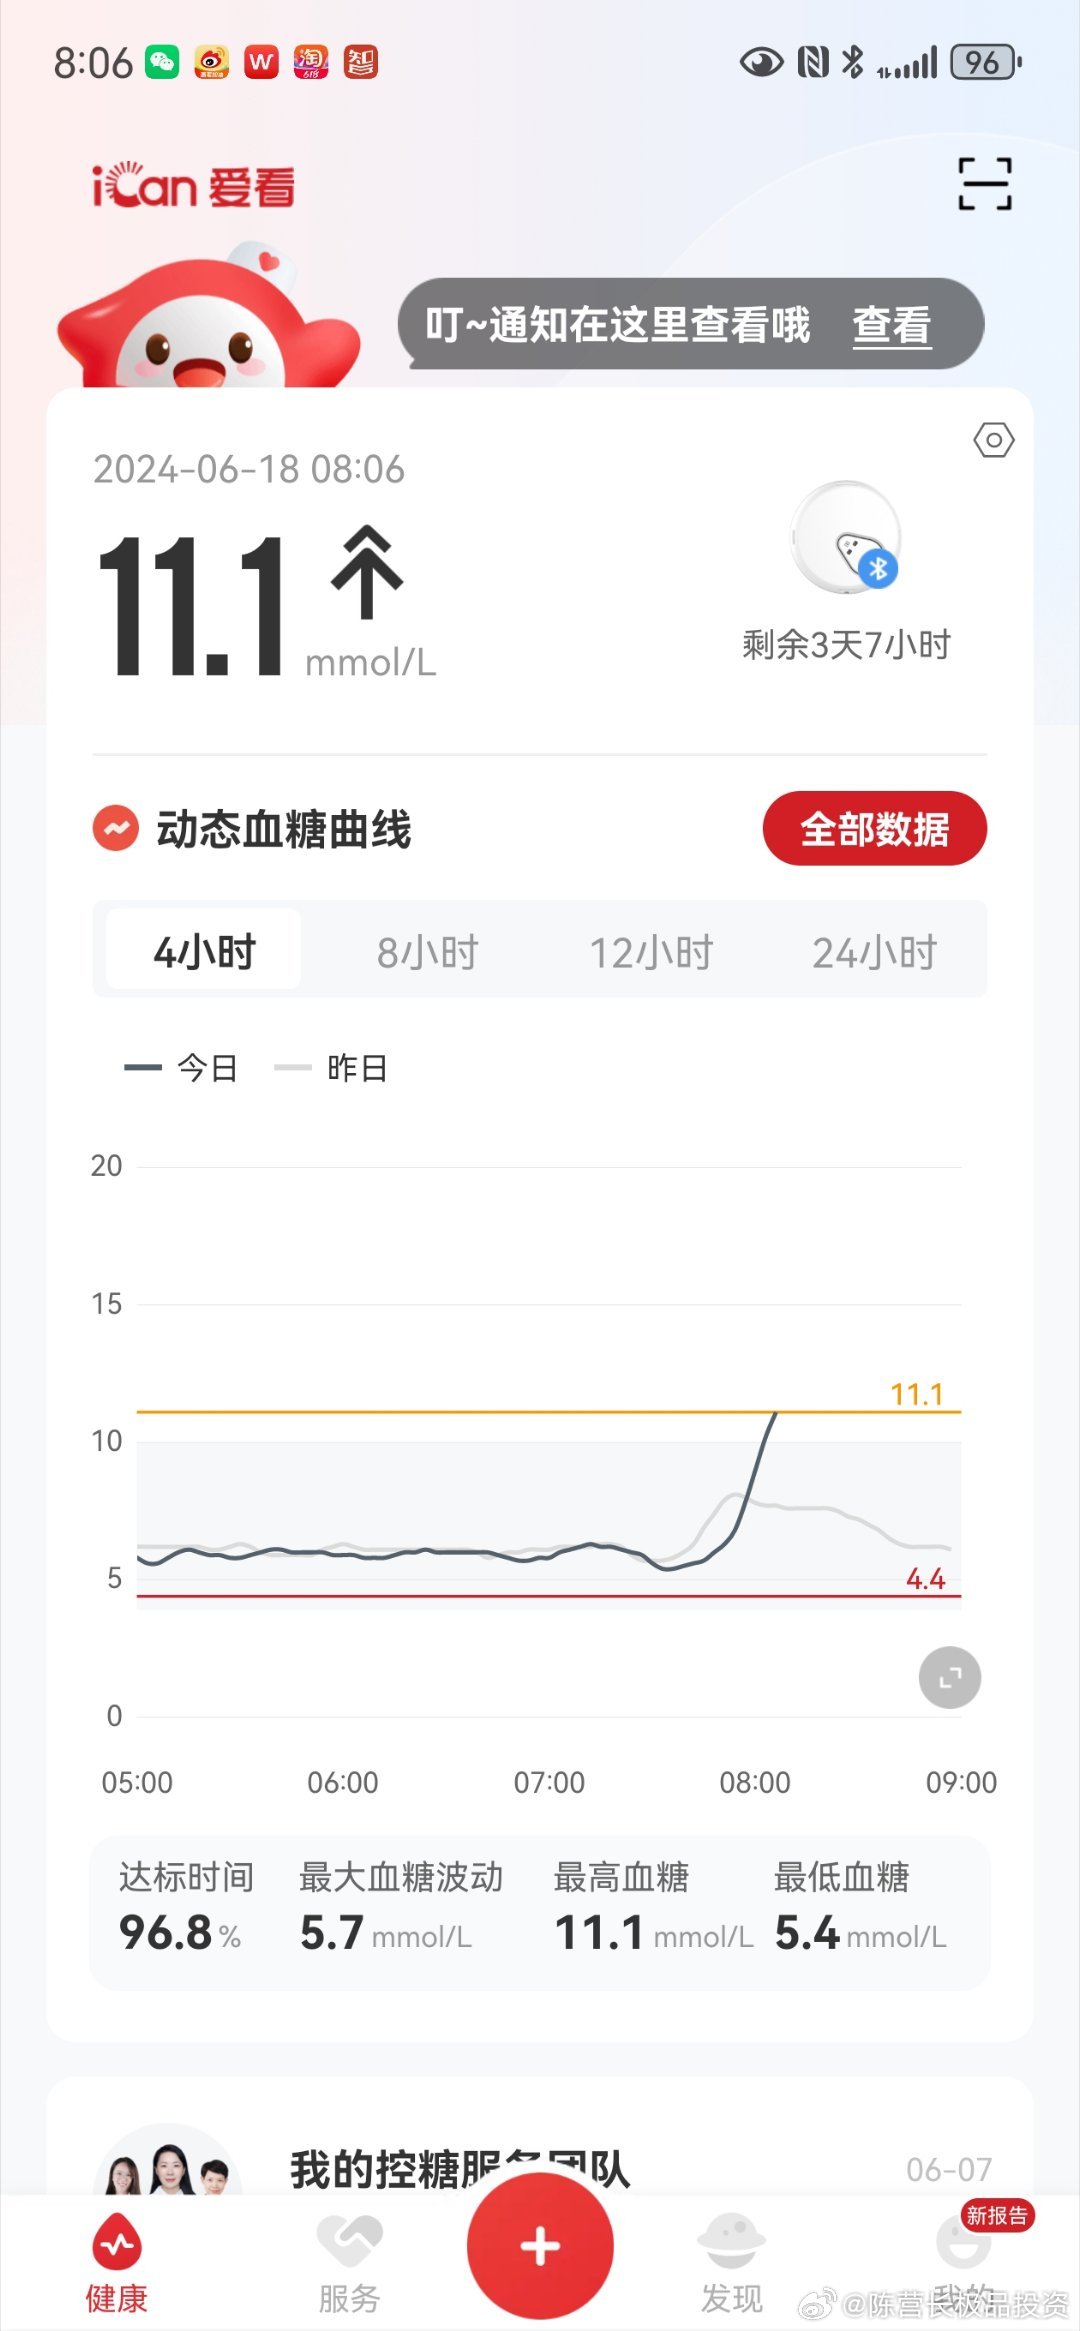 8:06 W 淘 618 智 96
iCan 爱看
叮~通知在这里查看哦 查看
2024-06-18 08:06
11.1 mmol/L
剩余3天7小时
动态血糖曲线 全部数据
4小时 8小时 12小时 24小时
今日 昨日
20
15
11.1
10
5
4.4
0
05:00 06:00 07:00 08:00 09:00
达标时间 最大血糖波动 最高血糖 最低血糖
96.8% 5.7 mmol/L 11.1 mmol/L 5.4 mmol/L
我的控糖服务团队 06-07
新报告
健康 服务 发现 我的
@陈营长极品投资